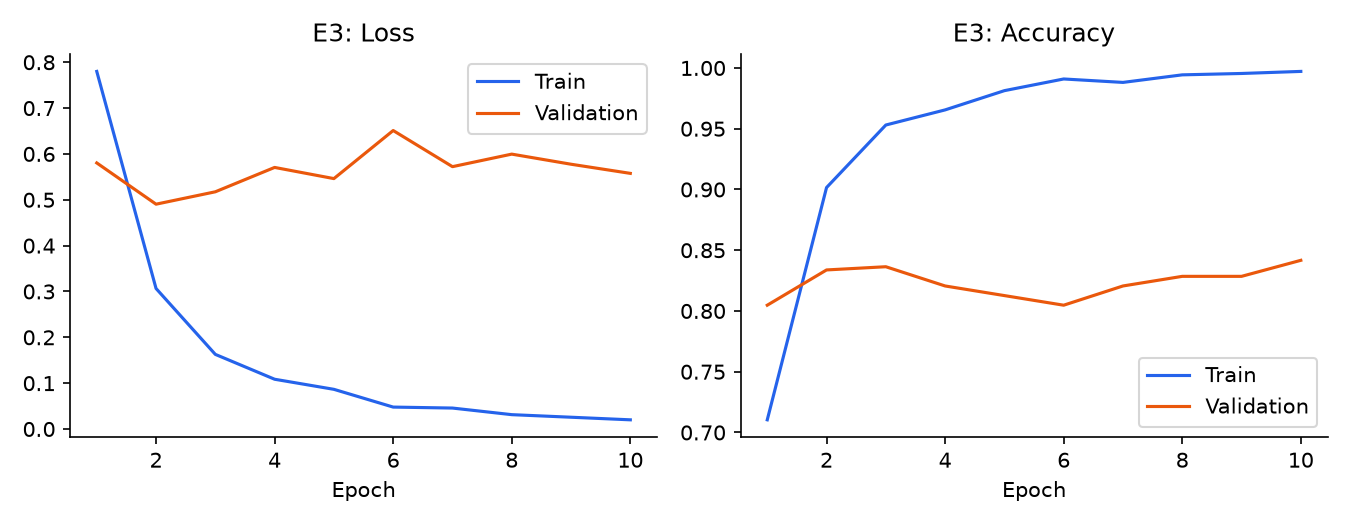 E3: Loss
0.8
0.7
0.6
0.5
0.4
0.3
0.2
0.1
0.0
2 4 6 8 10
Epoch
Train
Validation
E3: Accuracy
1.00
0.95
0.90
0.85
0.80
0.75
0.70
2 4 6 8 10
Epoch
Train
Validation